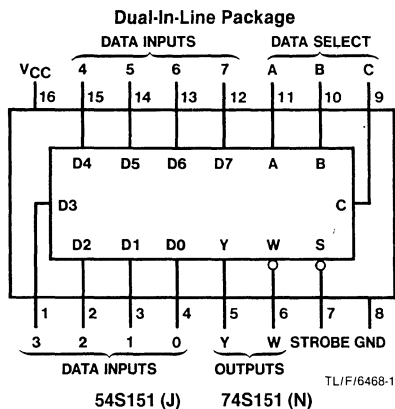 Dual-In-Line Package
DATA INPUTS DATA SELECT
VCC 4 5 6 7 A B C
16 15 14 13 12 11 10 9
D4 D5 D6 D7 A B
D3 C
D2 D1 D0 Y W S
1 2 3 4 5 6 7 8
3 2 1 0 Y W STROBE GND
DATA INPUTS OUTPUTS
TL/F/6468-1
54S151 (J) 74S151 (N)